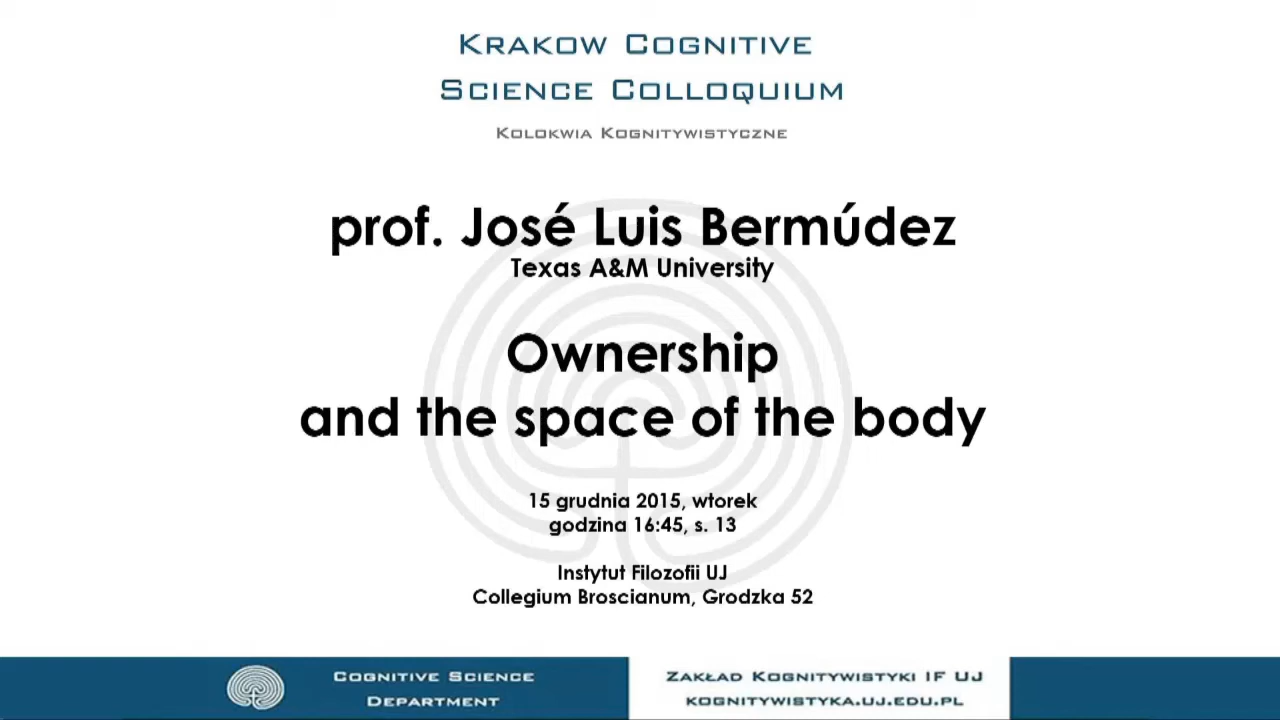 Krakow Cognitive
Science Colloquium
Kolokwia Kognitywistyczne
prof. José Luis Bermúdez
Texas A&M University
Ownership
and the space of the body
15 grudnia 2015, wtorek
godzina 16:45, s. 13
Instytut Filozofii UJ
Collegium Broscianum, Grodzka 52
Cognitive Science
Department
Zakład Kognitywistyki IF UJ
kognitywistyka.uj.edu.pl